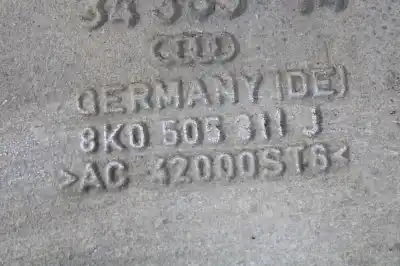 GERMANY (DE)
8K0 505 311 J
>AC 42000ST6<